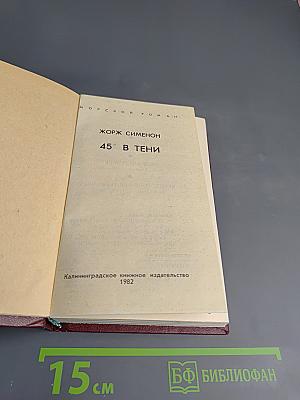 МОРСКОЙ РОМАН
ЖОРЖ СИМЕНОН
45° В ТЕНИ
Калининградское книжное издательство
1982
15 см
БФ БИБЛИОФАН